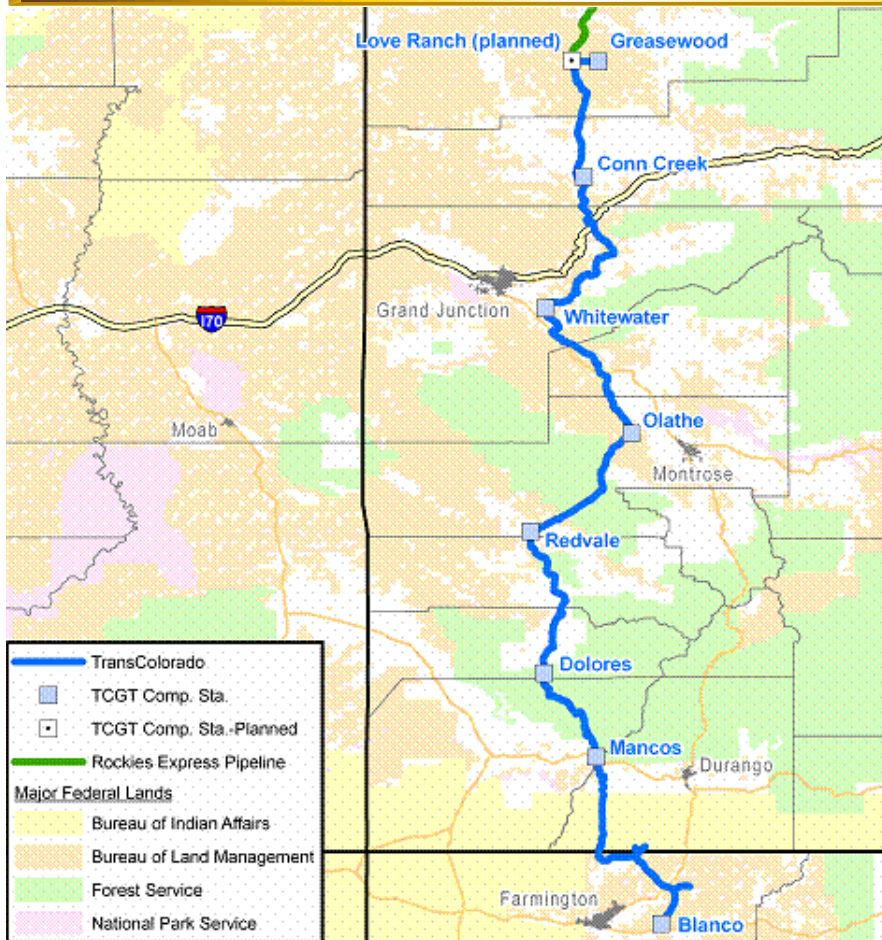 Love Ranch (planned)
Greasewood
Conn Creek
Grand Junction
Whitewater
170
Moab
Olathe
Montrose
Redvale
Dolores
Mancos
Durango
Farmington
Blanco
TransColorado
TCGT Comp. Sta.
TCGT Comp. Sta.-Planned
Rockies Express Pipeline
Major Federal Lands
Bureau of Indian Affairs
Bureau of Land Management
Forest Service
National Park Service